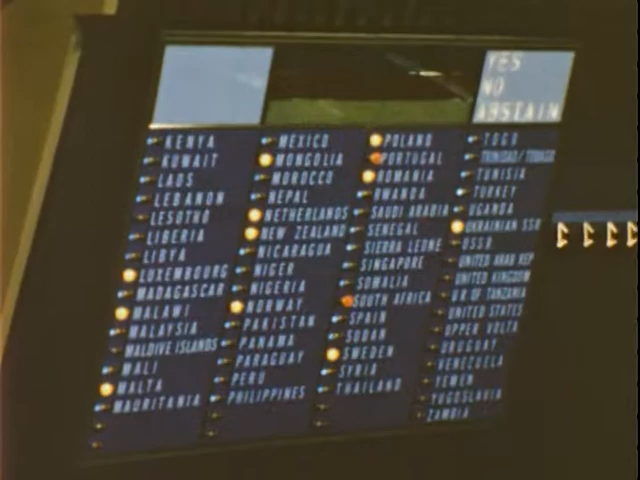 YES
NO
ABSTAIN
KENYA
KUWAIT
LAOS
LEBANON
LESOTHO
LIBERIA
LIBYA
LUXEMBOURG
MADAGASCAR
MALAWI
MALAYSIA
MALDIVE ISLANDS
MALI
MALTA
MAURITANIA
MEXICO
MONGOLIA
MOROCCO
NEPAL
NETHERLANDS
NEW ZEALAND
NICARAGUA
NIGER
NIGERIA
NORWAY
PAKISTAN
PANAMA
PARAGUAY
PERU
PHILIPPINES
POLAND
PORTUGAL
ROMANIA
RWANDA
SAUDI ARABIA
SENEGAL
SIERRA LEONE
SINGAPORE
SOMALIA
SOUTH AFRICA
SPAIN
SUDAN
SWEDEN
SYRIA
THAILAND
TOGO
TRINIDAD/TOBAGO
TUNISIA
TURKEY
UGANDA
UKRAINIAN SSR
USSR
UNITED ARAB REP
UNITED KINGDOM
U R OF TANZANIA
UNITED STATES
UPPER VOLTA
URUGUAY
VENEZUELA
YEMEN
YUGOSLAVIA
ZAMBIA